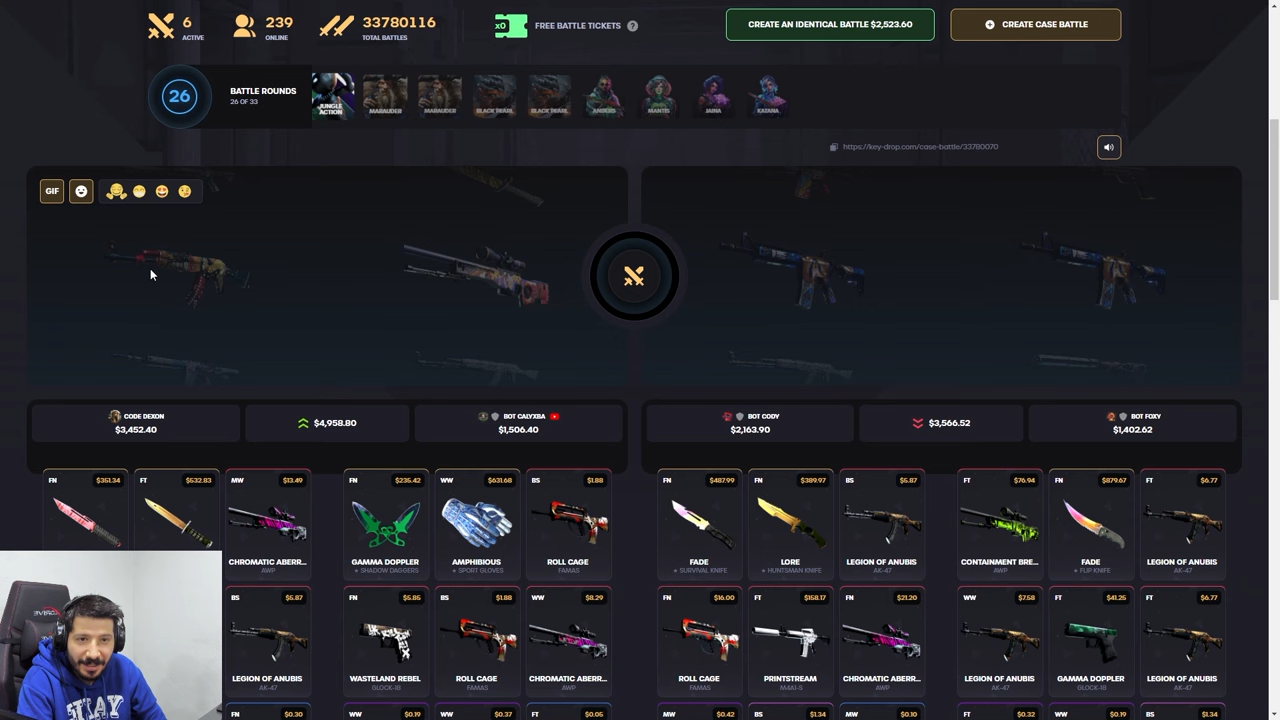 6
ACTIVE
239
ONLINE
33780116
TOTAL BATTLES
x0
FREE BATTLE TICKETS ?
CREATE AN IDENTICAL BATTLE $2,523.60
CREATE CASE BATTLE
26
BATTLE ROUNDS
26 OF 33
JUNGLE ACTION
MARAUDER
MARAUDER
BLACK PEARL
BLACK PEARL
MANTIS
JAINA
KATANA
https://key-drop.com/case-battle/33780070
GIF
CODE DEXON
$3,452.40
$4,958.80
BOT CALYXBA
$1,506.40
BOT CODY
$2,163.90
$3,566.52
BOT FOXY
$1,402.62
FN $351.34
FT $532.83
MW $13.49
CHROMATIC ABERR...
AWP
FN $235.42
GAMMA DOPPLER
★ SHADOW DAGGERS
WW $631.68
AMPHIBIOUS
★ SPORT GLOVES
BS $1.88
ROLL CAGE
FAMAS
FN $487.99
FADE
★ SURVIVAL KNIFE
FN $389.97
LORE
★ HUNTSMAN KNIFE
BS $5.87
LEGION OF ANUBIS
AK-47
FN $76.94
CONTAINMENT BRE...
AWP
FN $879.67
FADE
★ FLIP KNIFE
FT $6.77
LEGION OF ANUBIS
AK-47
BS $5.87
LEGION OF ANUBIS
AK-47
FN $5.85
WASTELAND REBEL
GLOCK-18
BS $1.88
ROLL CAGE
FAMAS
WW $8.29
CHROMATIC ABERR...
AWP
FN $16.00
ROLL CAGE
FAMAS
FT $158.17
PRINTSTREAM
M4A1-S
FN $21.20
CHROMATIC ABERR...
AWP
WW $7.58
LEGION OF ANUBIS
AK-47
FT $41.25
GAMMA DOPPLER
GLOCK-18
FT $6.77
LEGION OF ANUBIS
AK-47
FN $0.30
WW $0.19
WW $0.37
FT $0.05
MW $0.42
BS $1.34
MW $0.10
FT $0.32
WW $0.19
BS $1.34